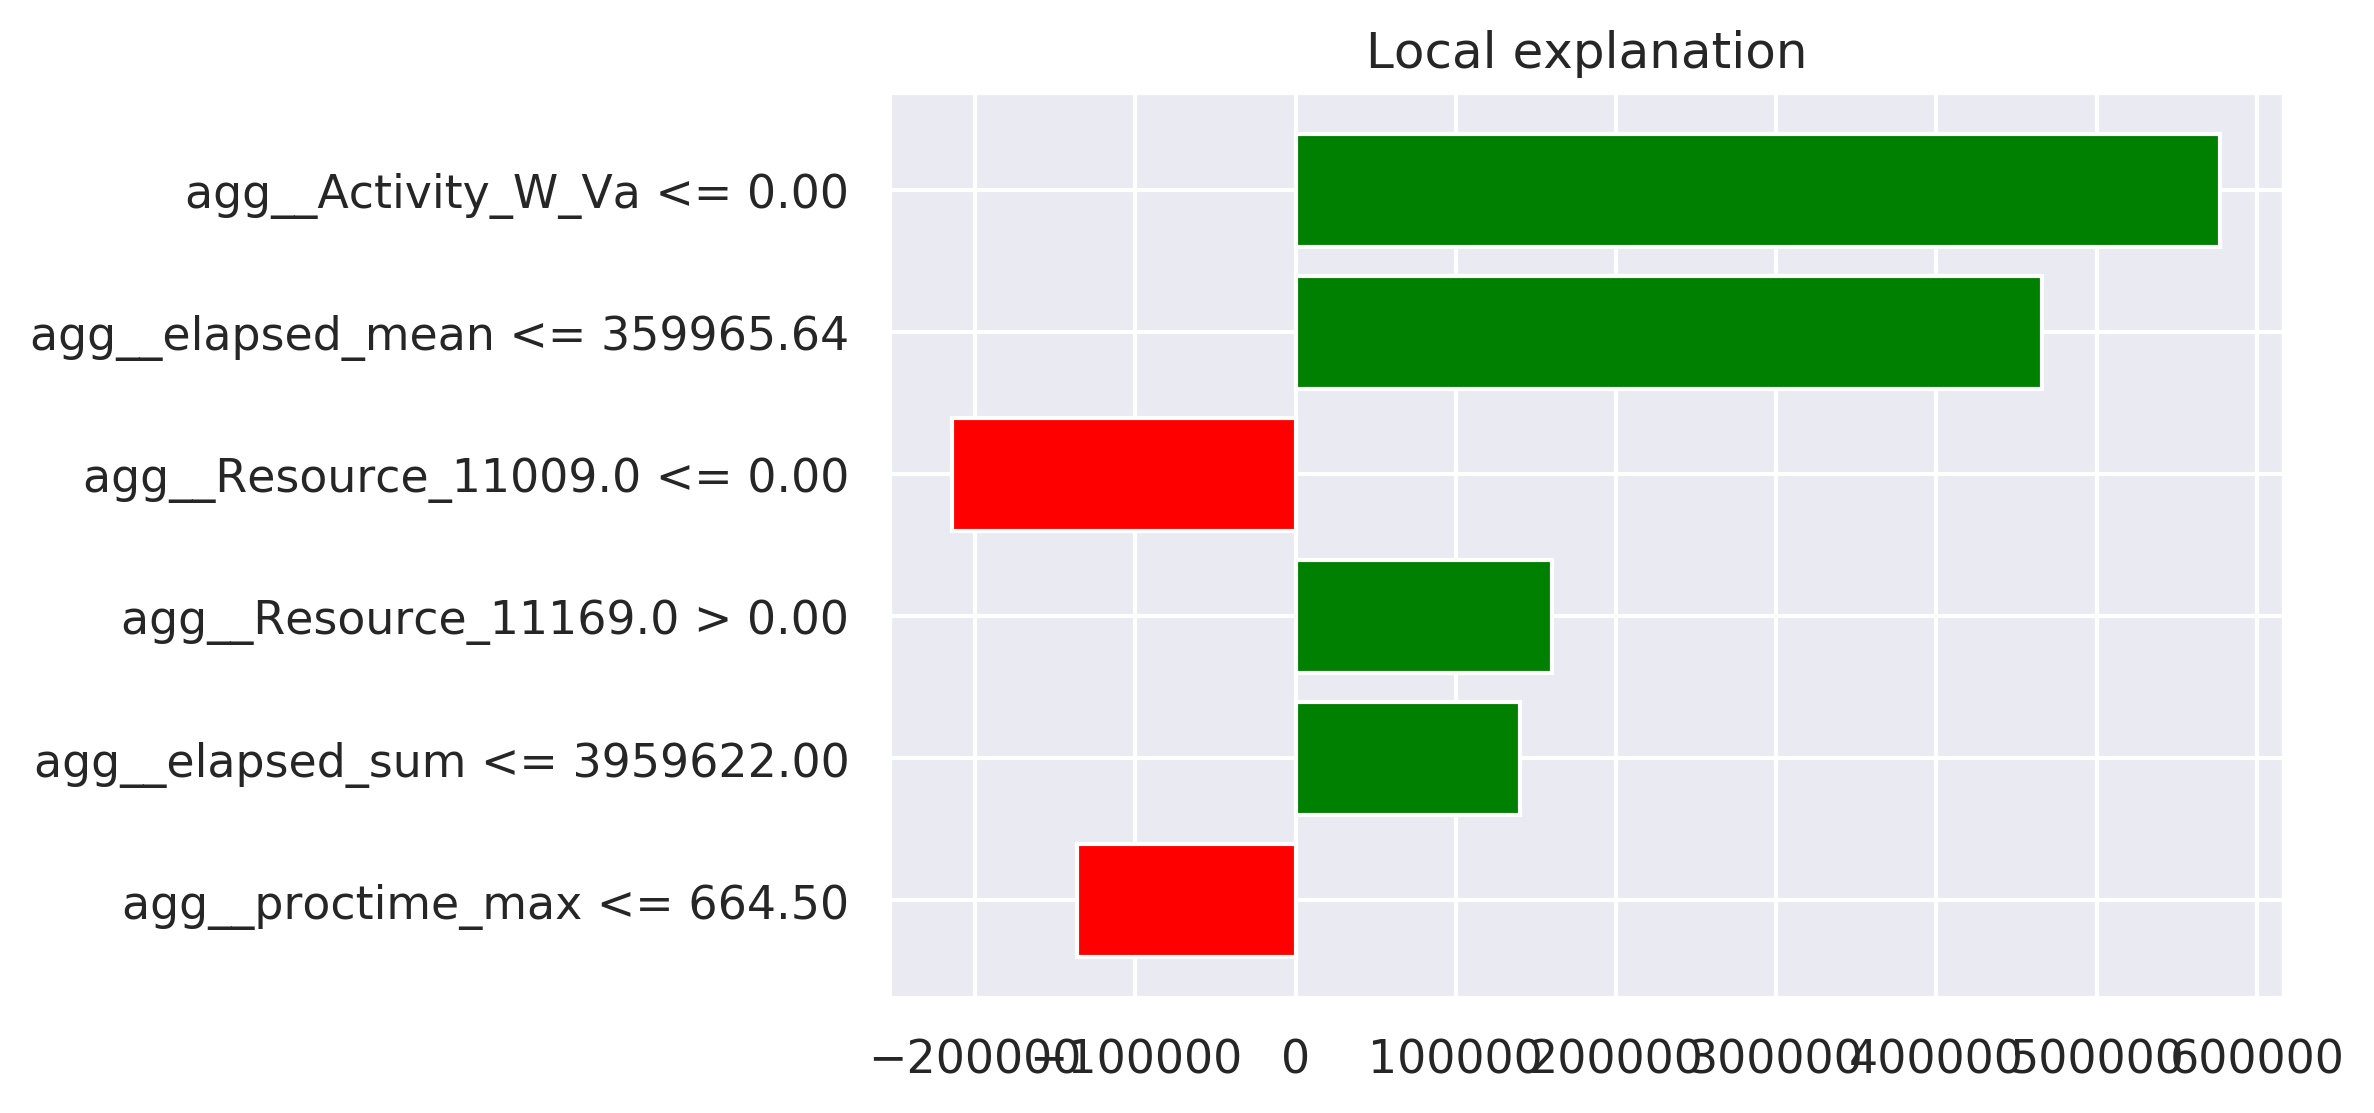 Local explanation
agg__Activity_W_Va <= 0.00
agg__elapsed_mean <= 359965.64
agg__Resource_11009.0 <= 0.00
agg__Resource_11169.0 > 0.00
agg__elapsed_sum <= 3959622.00
agg__proctime_max <= 664.50
−200000 −100000 0 100000 200000 300000 400000 500000 600000